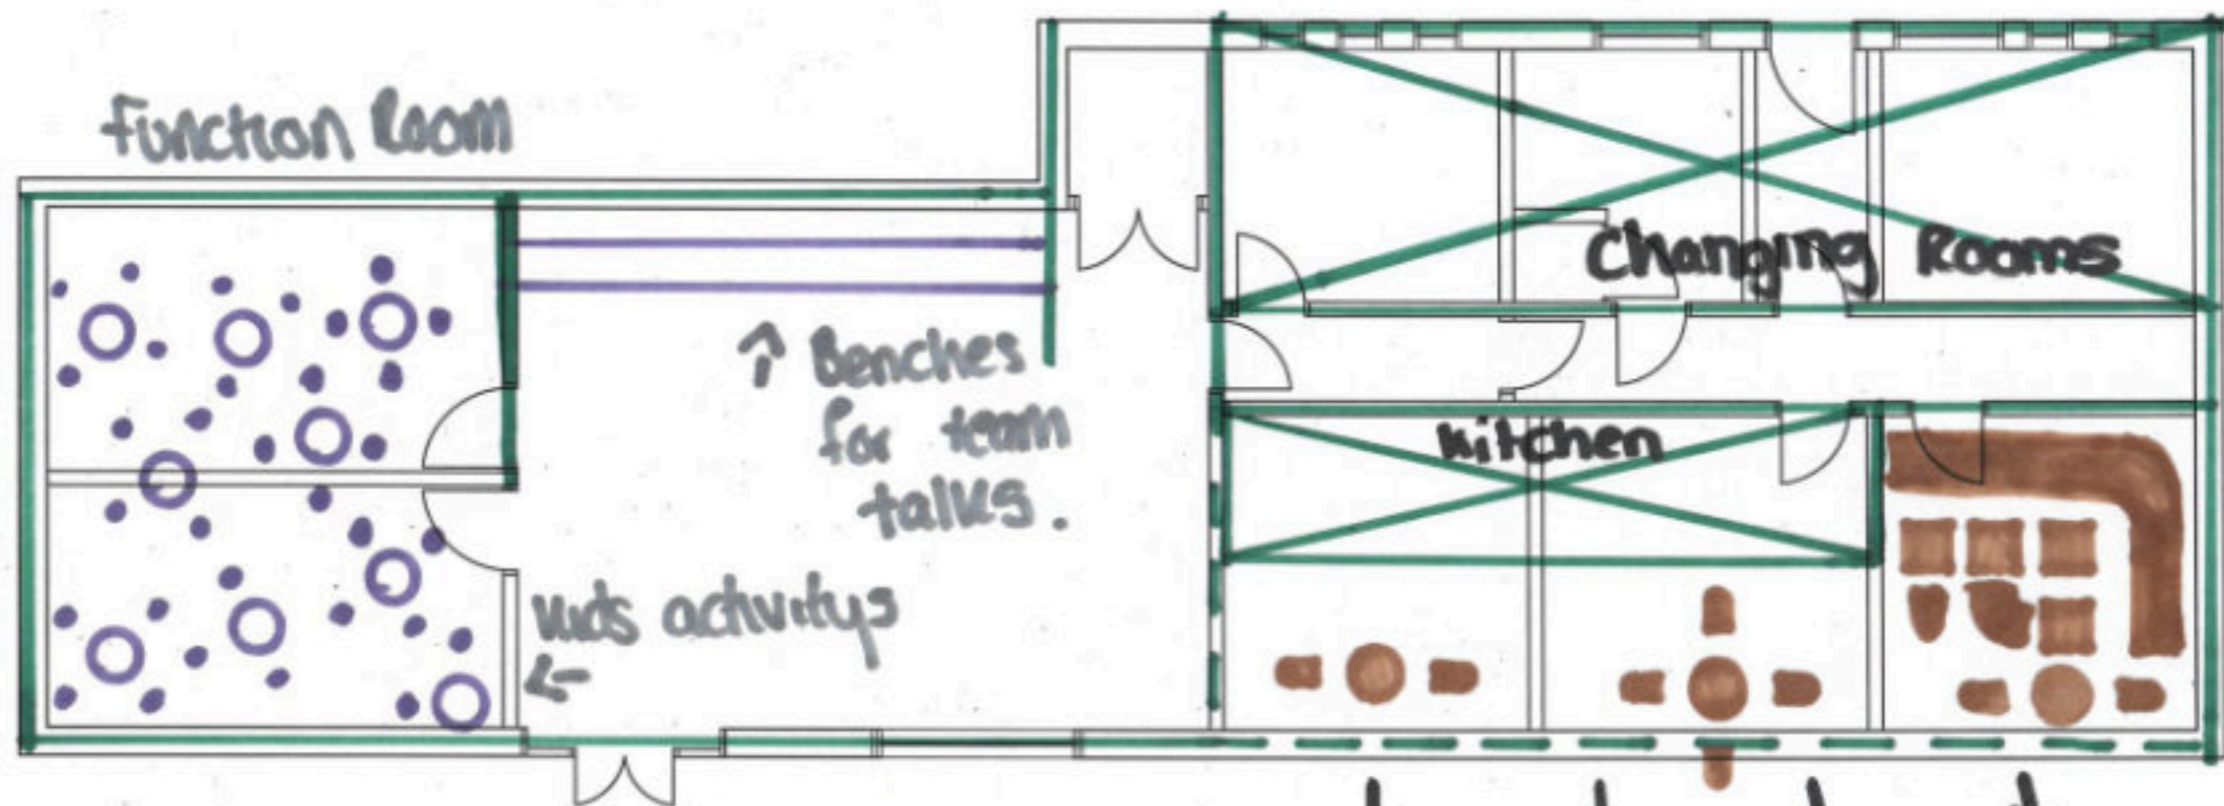 Function Room
Changing Rooms
↑ Benches
for team
talks.
Kitchen
Kids activitys
←